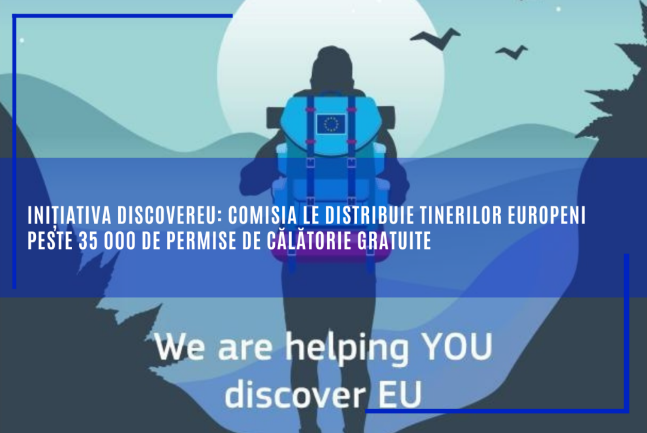 INIȚIATIVA DISCOVEREU: COMISIA LE DISTRIBUIE TINERILOR EUROPENI
PESTE 35 000 DE PERMISE DE CĂLĂTORIE GRATUITE
We are helping YOU
discover EU